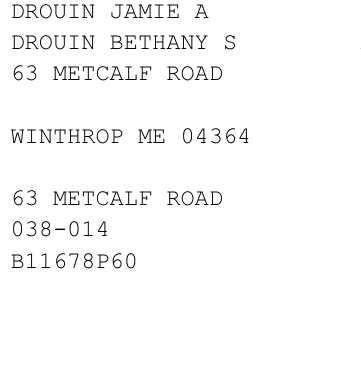 DROUIN JAMIE A
DROUIN BETHANY S
63 METCALF ROAD
WINTHROP ME 04364
63 METCALF ROAD
038-014
B11678P60